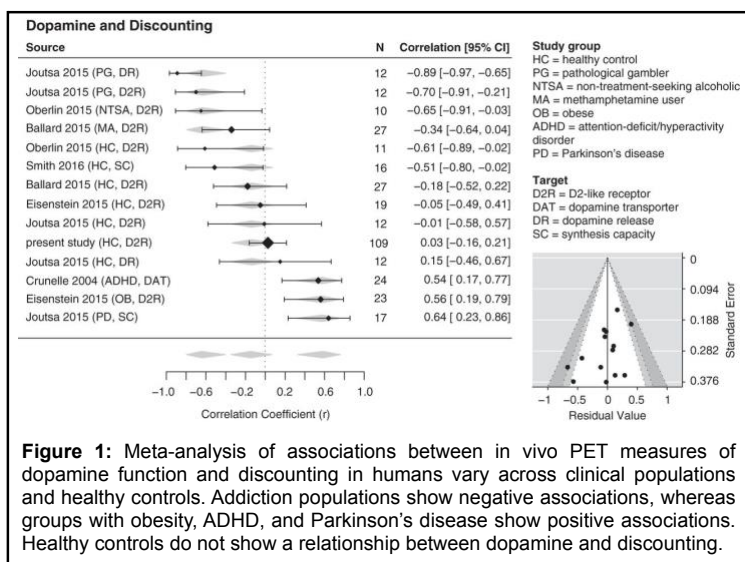 Dopamine and Discounting
Source N Correlation [95% CI]
Joutsa 2015 (PG, DR) 12 −0.89 [−0.97, −0.65]
Joutsa 2015 (PG, D2R) 12 −0.70 [−0.91, −0.21]
Oberlin 2015 (NTSA, D2R) 10 −0.65 [−0.91, −0.03]
Ballard 2015 (MA, D2R) 27 −0.34 [−0.64, 0.04]
Oberlin 2015 (HC, D2R) 11 −0.61 [−0.89, −0.02]
Smith 2016 (HC, SC) 16 −0.51 [−0.80, −0.02]
Ballard 2015 (HC, D2R) 27 −0.18 [−0.52, 0.22]
Eisenstein 2015 (HC, D2R) 19 −0.05 [−0.49, 0.41]
Joutsa 2015 (HC, D2R) 12 −0.01 [−0.58, 0.57]
present study (HC, D2R) 109 0.03 [−0.16, 0.21]
Joutsa 2015 (HC, DR) 12 0.15 [−0.46, 0.67]
Crunelle 2004 (ADHD, DAT) 24 0.54 [ 0.17, 0.77]
Eisenstein 2015 (OB, D2R) 23 0.56 [ 0.19, 0.79]
Joutsa 2015 (PD, SC) 17 0.64 [ 0.23, 0.86]
−1.0 −0.6 −0.2 0.2 0.6 1.0
Correlation Coefficient (r)
Study group
HC = healthy control
PG = pathological gambler
NTSA = non-treatment-seeking alcoholic
MA = methamphetamine user
OB = obese
ADHD = attention-deficit/hyperactivity
disorder
PD = Parkinson's disease
Target
D2R = D2-like receptor
DAT = dopamine transporter
DR = dopamine release
SC = synthesis capacity
0
0.094
0.188
0.282
0.376
Standard Error
−1 −0.5 0 0.5 1
Residual Value
Figure 1: Meta-analysis of associations between in vivo PET measures of
dopamine function and discounting in humans vary across clinical populations
and healthy controls. Addiction populations show negative associations, whereas
groups with obesity, ADHD, and Parkinson's disease show positive associations.
Healthy controls do not show a relationship between dopamine and discounting.